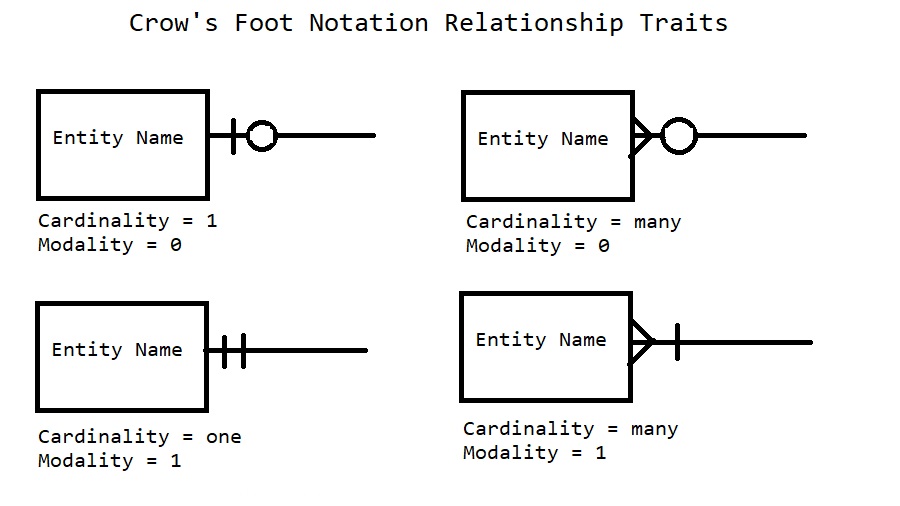 Crow's Foot Notation Relationship Traits
Entity Name
Cardinality = 1
Modality = 0
Entity Name
Cardinality = many
Modality = 0
Entity Name
Cardinality = one
Modality = 1
Entity Name
Cardinality = many
Modality = 1